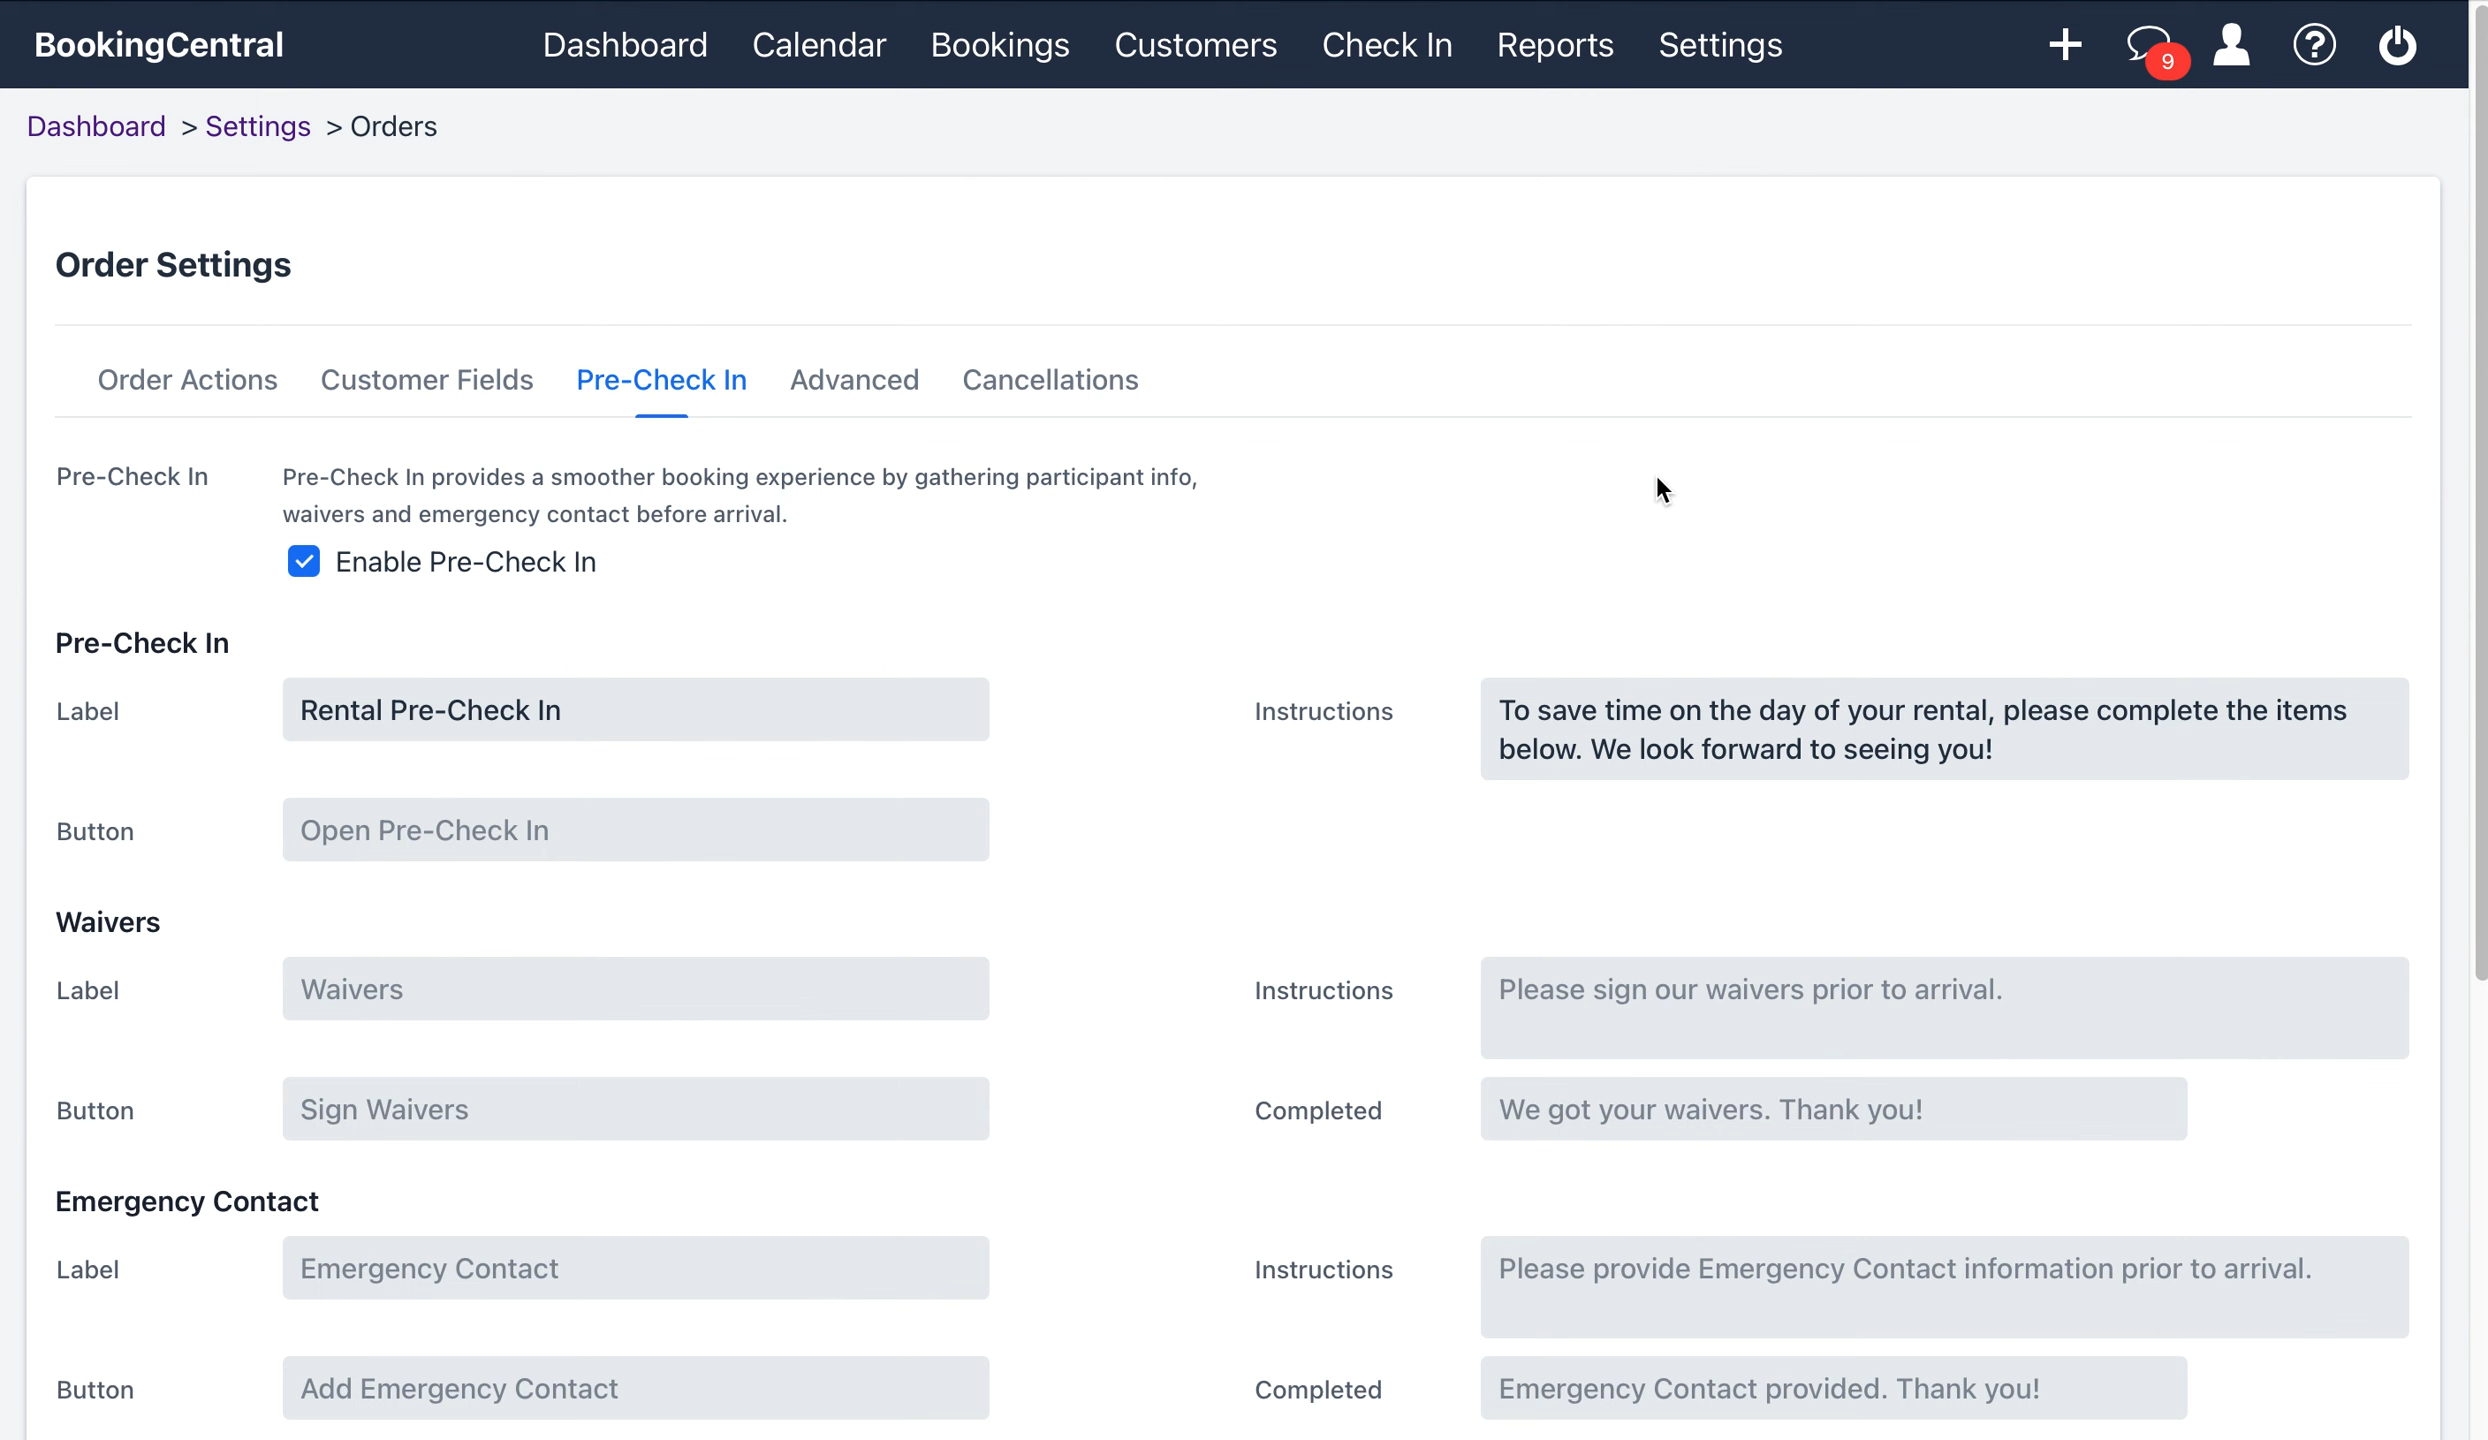 BookingCentral Dashboard Calendar Bookings Customers Check In Reports Settings 9
Dashboard > Settings > Orders
Order Settings
Order Actions Customer Fields Pre-Check In Advanced Cancellations
Pre-Check In Pre-Check In provides a smoother booking experience by gathering participant info,
waivers and emergency contact before arrival.
Enable Pre-Check In
Pre-Check In
Label Rental Pre-Check In Instructions To save time on the day of your rental, please complete the items
below. We look forward to seeing you!
Button Open Pre-Check In
Waivers
Label Waivers Instructions Please sign our waivers prior to arrival.
Button Sign Waivers Completed We got your waivers. Thank you!
Emergency Contact
Label Emergency Contact Instructions Please provide Emergency Contact information prior to arrival.
Button Add Emergency Contact Completed Emergency Contact provided. Thank you!